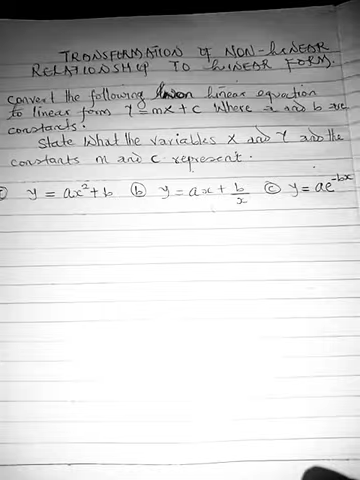 TRANSFORMATION OF NON-LINEAR
RELATIONSHIP TO LINEAR FORM.
Convert the following non linear equation
to linear form Y = mX + C Where a and b are
constants.
State What the variables X and Y and the
constants m and c represent.
y = ax² + b (b) y = ax + b/x (c) y = ae^-bx